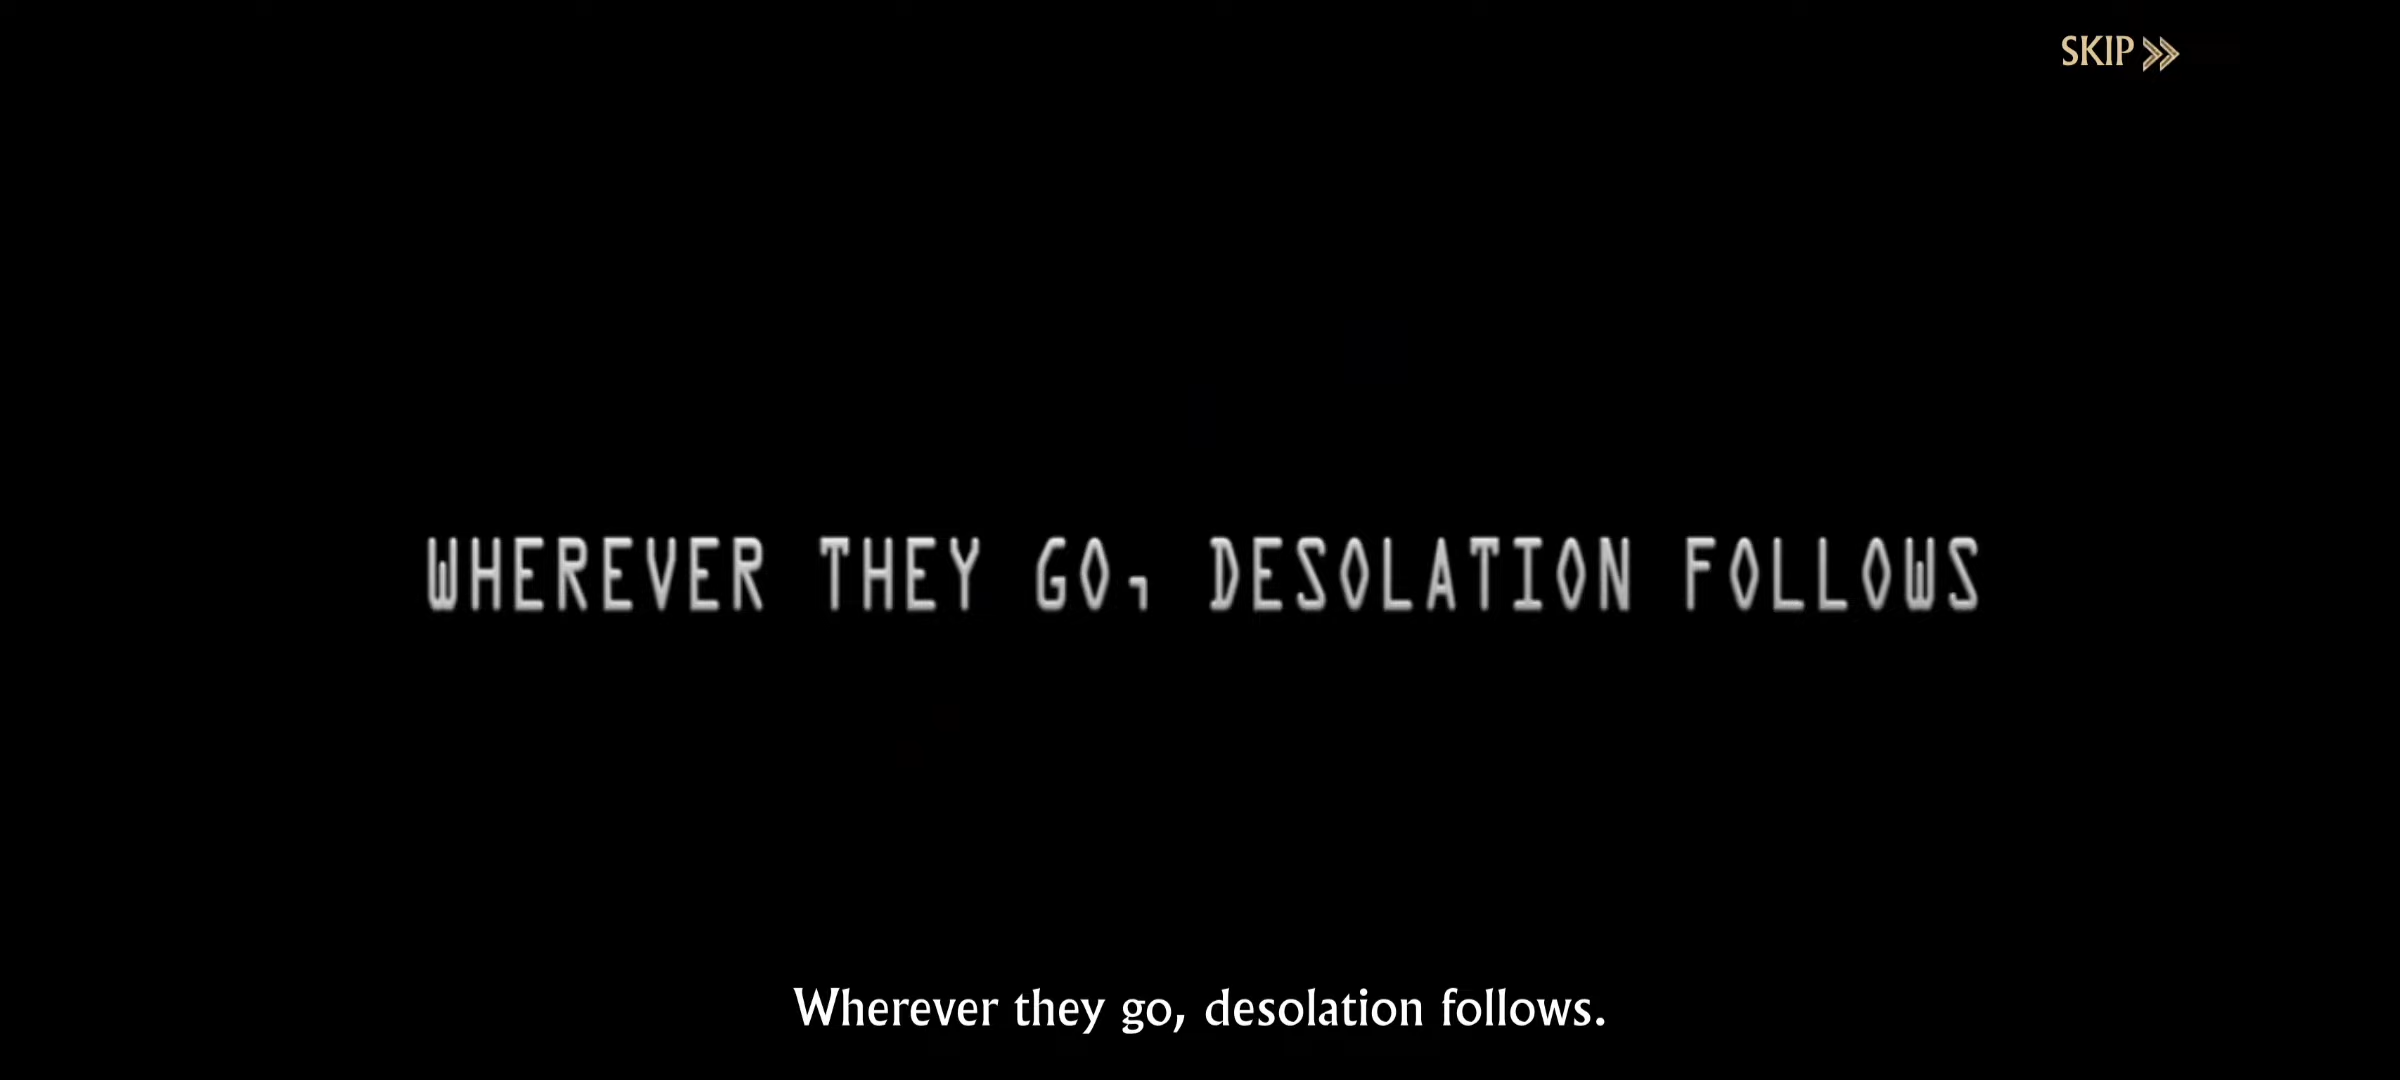 SKIP
WHEREVER THEY GO, DESOLATION FOLLOWS
Wherever they go, desolation follows.